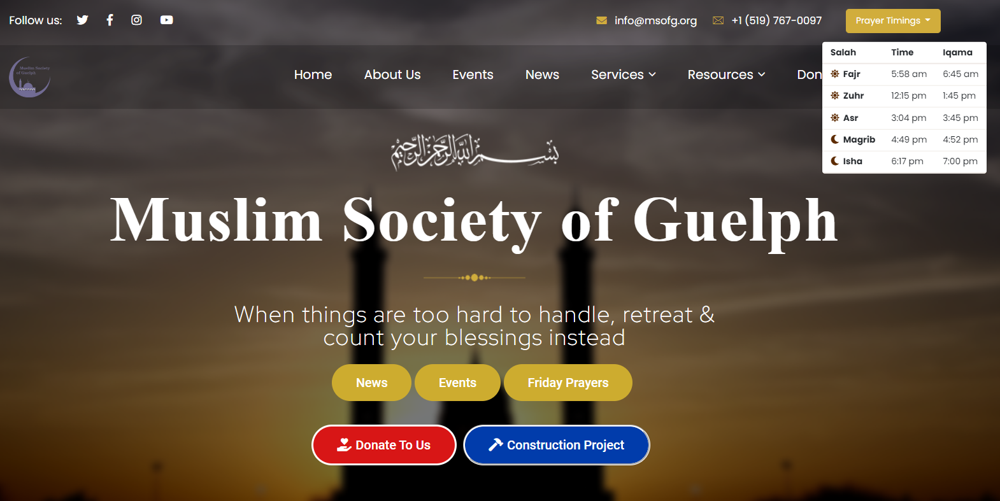 Follow us:
info@msofg.org
+1 (519) 767-0097
Prayer Timings
Muslim Society
of Guelph
Home
About Us
Events
News
Services
Resources
Don
Salah Time Iqama
Fajr 5:58 am 6:45 am
Zuhr 12:15 pm 1:45 pm
Asr 3:04 pm 3:45 pm
Magrib 4:49 pm 4:52 pm
Isha 6:17 pm 7:00 pm
بسم الله الرحمن الرحيم
Muslim Society of Guelph
When things are too hard to handle, retreat &
count your blessings instead
News
Events
Friday Prayers
Donate To Us
Construction Project